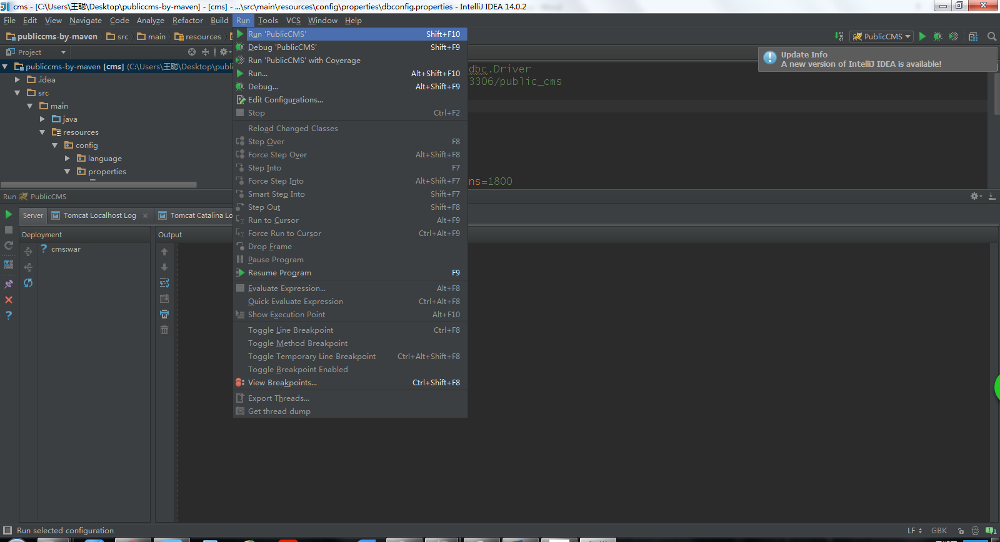 cms - [C:\Users\王聪\Desktop\publiccms-by-maven] - [cms] - ...\src\main\resources\config\properties\dbconfig.properties - IntelliJ IDEA 14.0.2
File Edit View Navigate Code Analyze Refactor Build Run Tools VCS Window Help
publiccms-by-maven src main resources
PublicCMS
Project
Update Info
A new version of IntelliJ IDEA is available!
publiccms-by-maven [cms] (C:\Users\王聪\Desktop\publi
.idea
src
main
java
resources
config
language
properties
dbc.Driver
3306/public_cms
ns=1800
Run 'PublicCMS' Shift+F10
Debug 'PublicCMS' Shift+F9
Run 'PublicCMS' with Coverage
Run... Alt+Shift+F10
Debug... Alt+Shift+F9
Edit Configurations...
Stop Ctrl+F2
Reload Changed Classes
Step Over F8
Force Step Over Alt+Shift+F8
Step Into F7
Force Step Into Alt+Shift+F7
Smart Step Into Shift+F7
Step Out Shift+F8
Run to Cursor Alt+F9
Force Run to Cursor Ctrl+Alt+F9
Drop Frame
Pause Program
Resume Program F9
Evaluate Expression... Alt+F8
Quick Evaluate Expression Ctrl+Alt+F8
Show Execution Point Alt+F10
Toggle Line Breakpoint Ctrl+F8
Toggle Method Breakpoint
Toggle Temporary Line Breakpoint Ctrl+Alt+Shift+F8
Toggle Breakpoint Enabled
View Breakpoints... Ctrl+Shift+F8
Export Threads...
Get thread dump
Run PublicCMS
Server Tomcat Localhost Log Tomcat Catalina Lo
Deployment Output
cms:war
Run selected configuration LF GBK 1